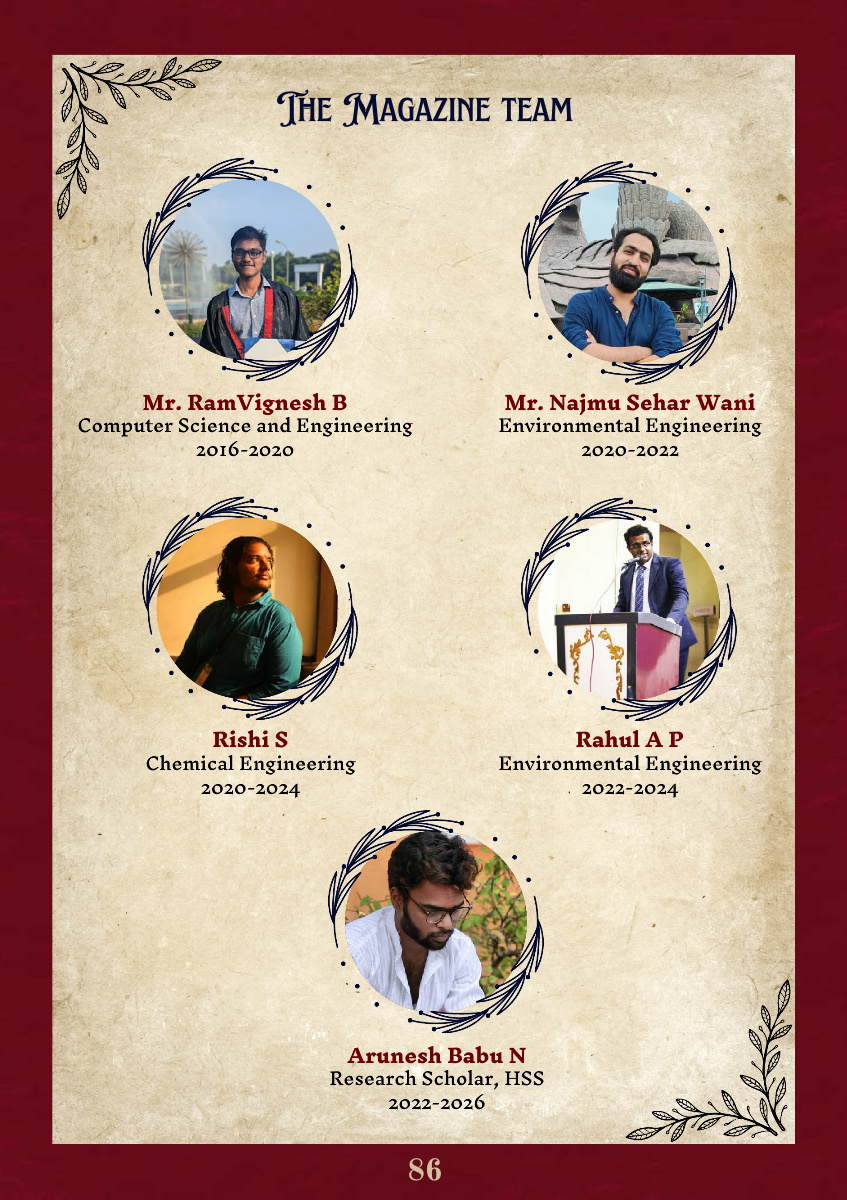 The Magazine team
Mr. RamVignesh B
Computer Science and Engineering
2016-2020
Mr. Najmu Sehar Wani
Environmental Engineering
2020-2022
Rishi S
Chemical Engineering
2020-2024
Rahul A P
Environmental Engineering
2022-2024
Arunesh Babu N
Research Scholar, HSS
2022-2026
86